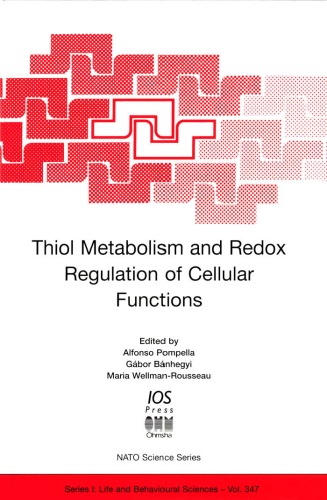 Thiol Metabolism and Redox
Regulation of Cellular
Functions
Edited by
Alfonso Pompella
Gábor Bánhegyi
Maria Wellman-Rousseau
IOS
Press
OHM
Ohmsha
NATO Science Series
Series I: Life and Behavioural Sciences – Vol. 347